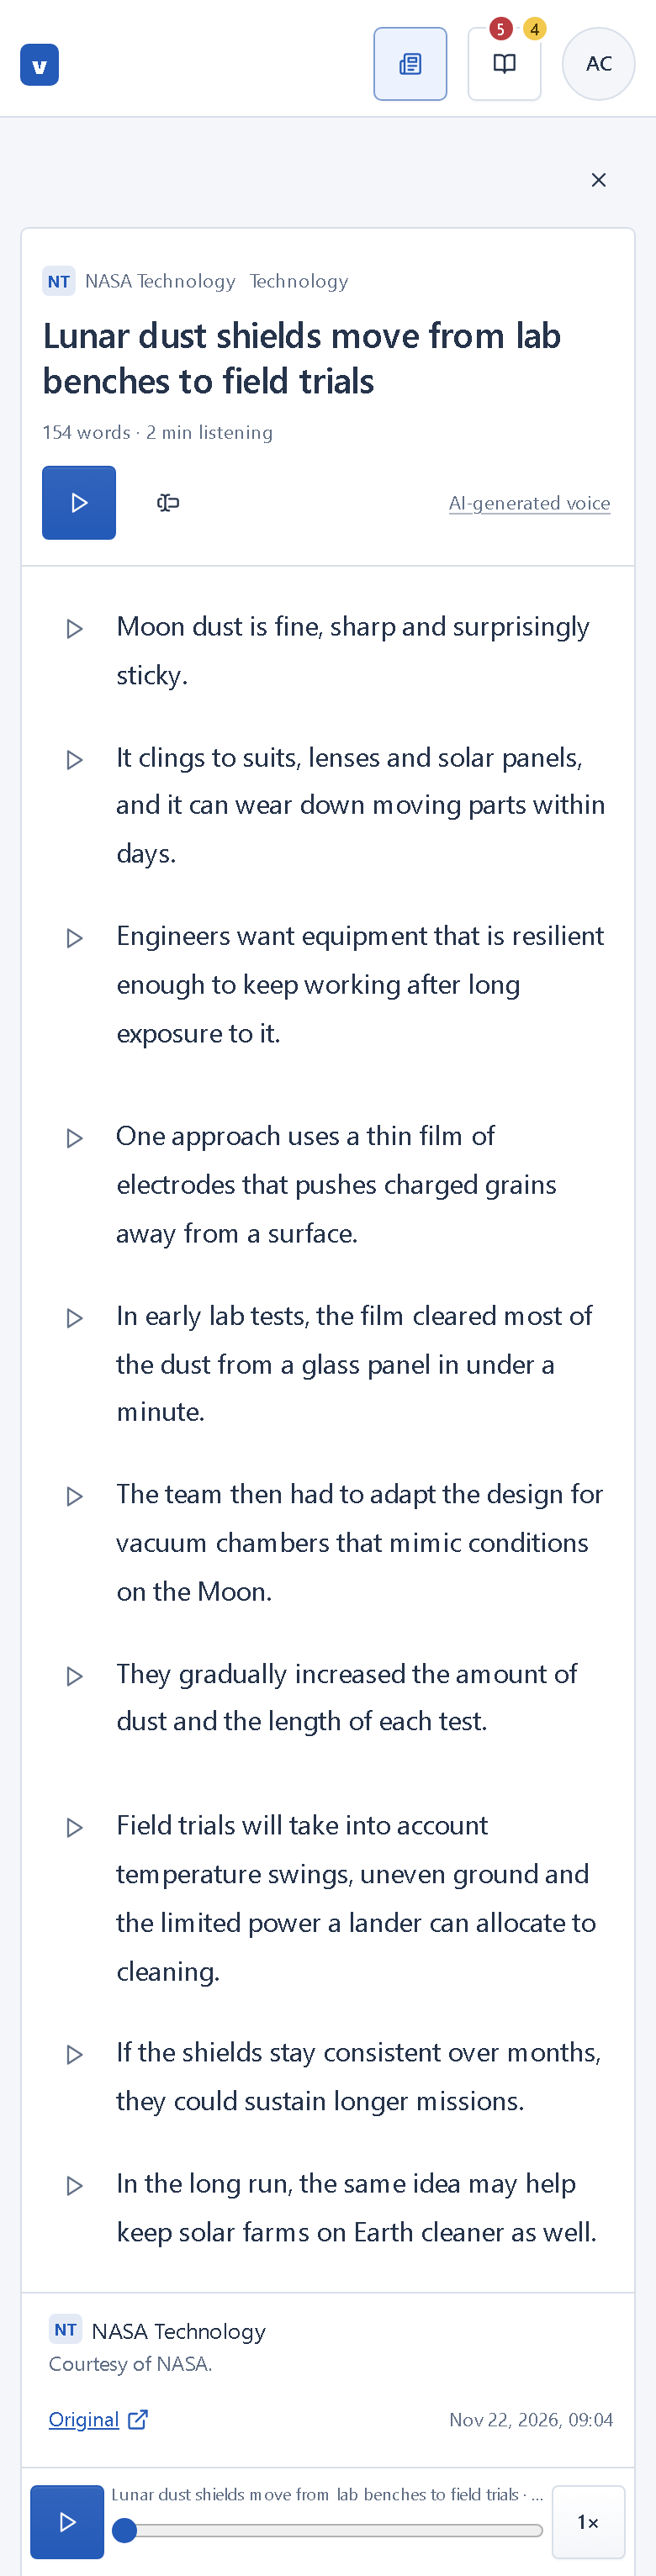 v
5
4
AC
NT NASA Technology Technology
Lunar dust shields move from lab
benches to field trials
154 words · 2 min listening
AI-generated voice
Moon dust is fine, sharp and surprisingly
sticky.
It clings to suits, lenses and solar panels,
and it can wear down moving parts within
days.
Engineers want equipment that is resilient
enough to keep working after long
exposure to it.
One approach uses a thin film of
electrodes that pushes charged grains
away from a surface.
In early lab tests, the film cleared most of
the dust from a glass panel in under a
minute.
The team then had to adapt the design for
vacuum chambers that mimic conditions
on the Moon.
They gradually increased the amount of
dust and the length of each test.
Field trials will take into account
temperature swings, uneven ground and
the limited power a lander can allocate to
cleaning.
If the shields stay consistent over months,
they could sustain longer missions.
In the long run, the same idea may help
keep solar farms on Earth cleaner as well.
NT NASA Technology
Courtesy of NASA.
Original
Nov 22, 2026, 09:04
Lunar dust shields move from lab benches to field trials · ...
1×